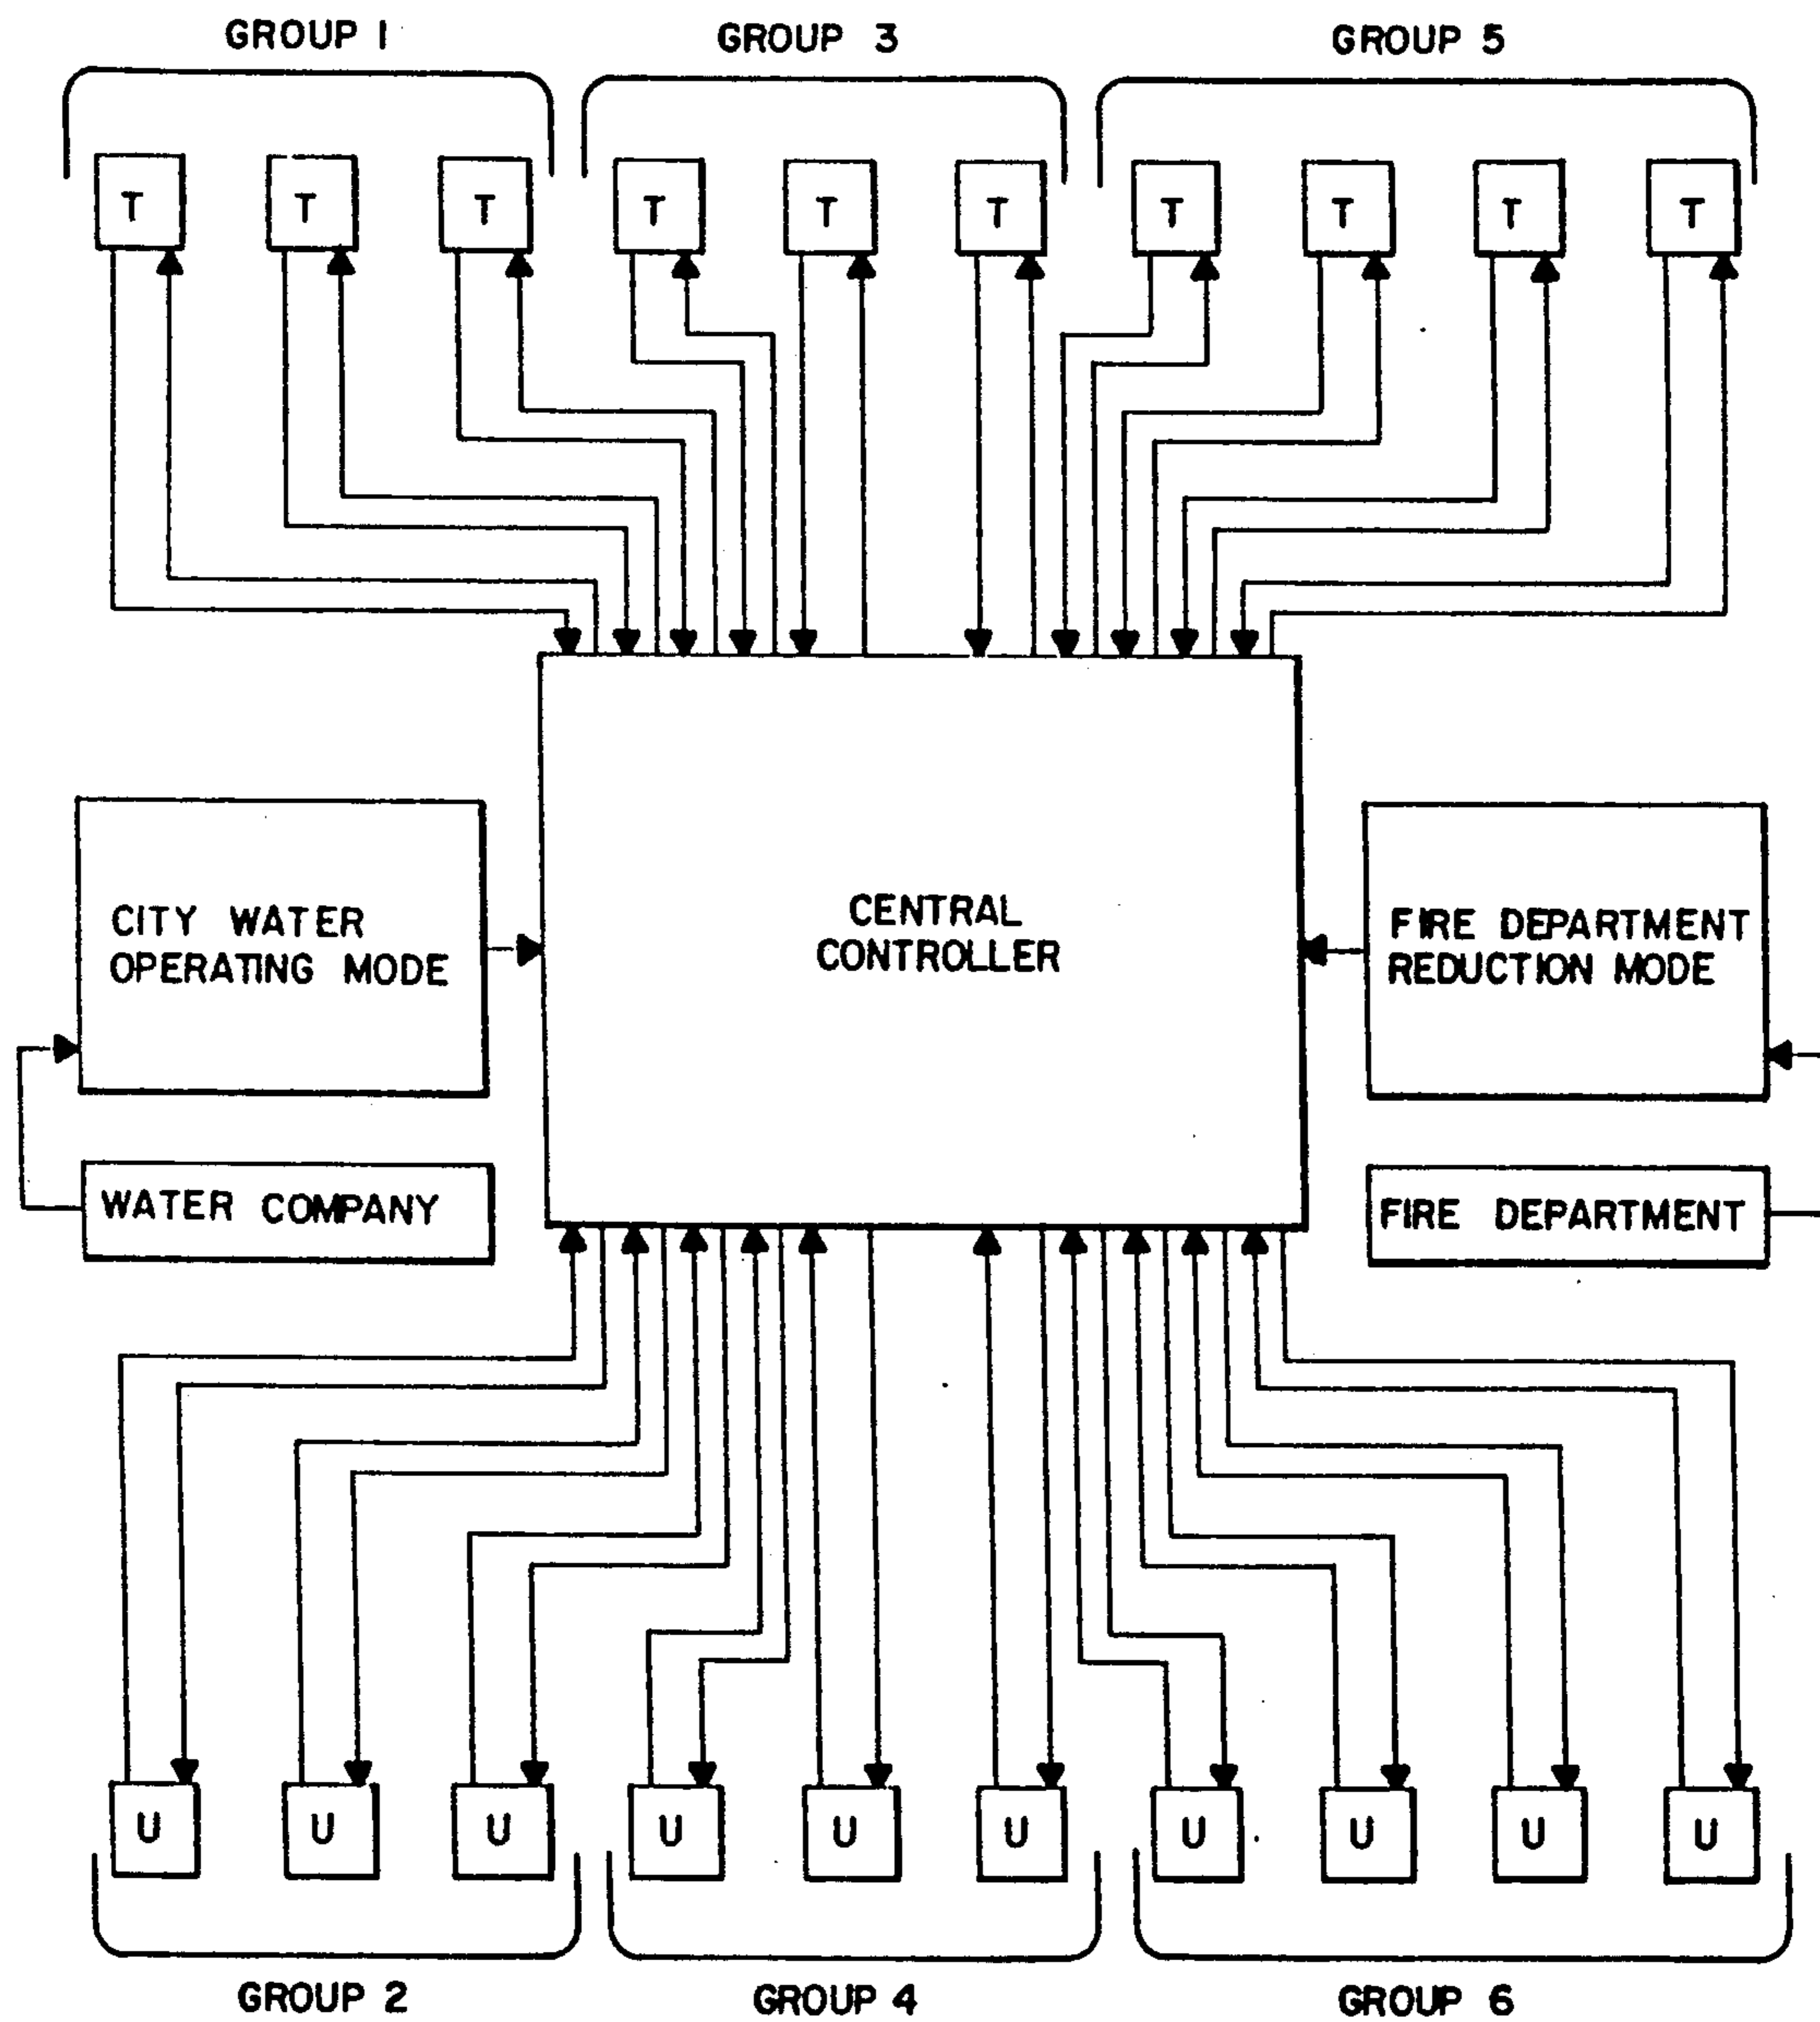 GROUP 1
GROUP 3
GROUP 5
T T T T T T T T T T
CITY WATER
OPERATING MODE
CENTRAL
CONTROLLER
FIRE DEPARTMENT
REDUCTION MODE
WATER COMPANY
FIRE DEPARTMENT
U U U U U U U U U U
GROUP 2
GROUP 4
GROUP 6